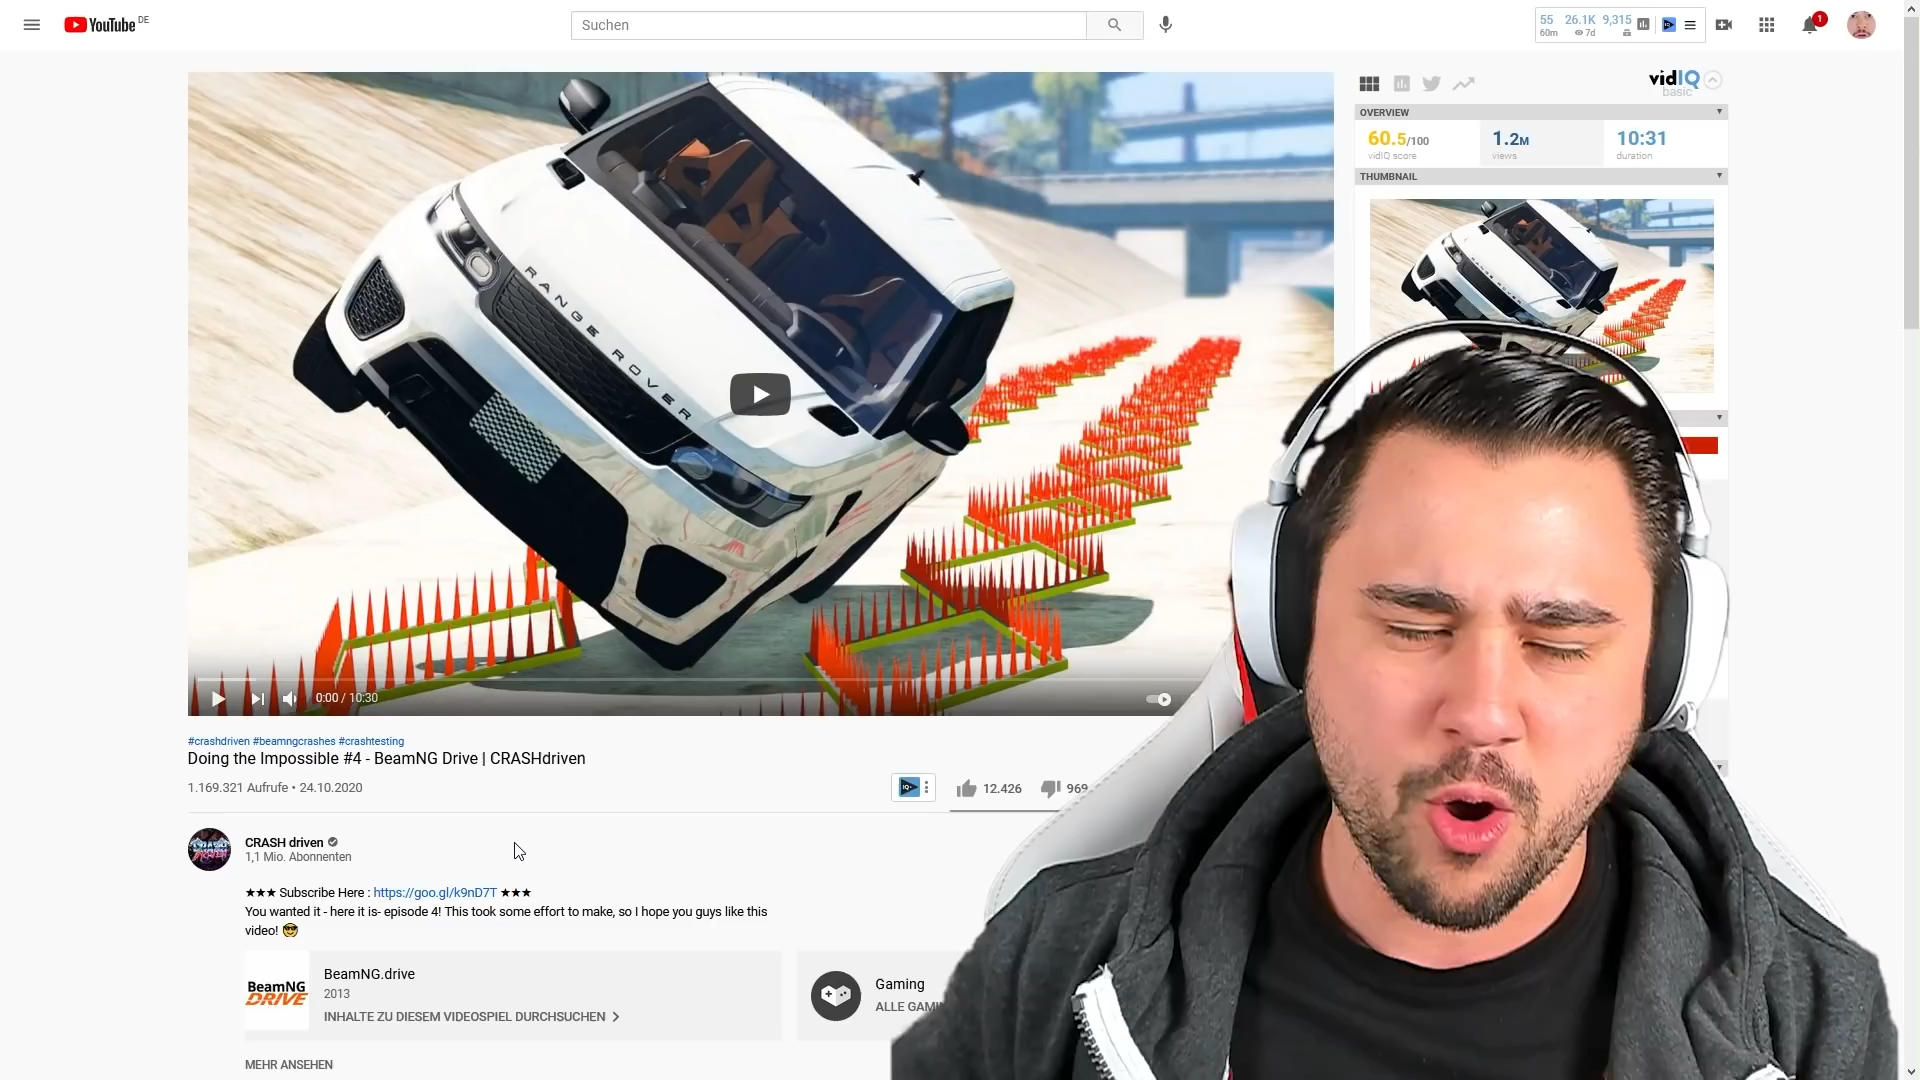 YouTube DE
Suchen
55 26.1K 9,315
60m 7d
1
vidIQ
basic
OVERVIEW
60.5/100 1.2M 10:31
vidIQ score views duration
THUMBNAIL
RANGE ROVER
0:00 / 10:30
#crashdriven #beamngcrashes #crashtesting
Doing the Impossible #4 - BeamNG Drive | CRASHdriven
1.169.321 Aufrufe • 24.10.2020
IQ
12.426 969
CRASH DRIVEN
CRASH driven
1,1 Mio. Abonnenten
★★★ Subscribe Here : https://goo.gl/k9nD7T ★★★
You wanted it - here it is- episode 4! This took some effort to make, so I hope you guys like this
video! 😎
BeamNG
DRIVE
BeamNG.drive
2013
INHALTE ZU DIESEM VIDEOSPIEL DURCHSUCHEN
Gaming
ALLE
MEHR ANSEHEN